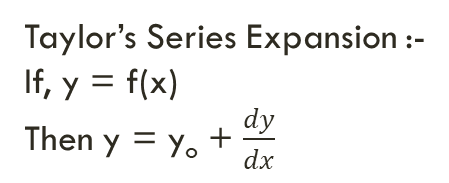 Taylor’s Series Expansion :-
If, y = f(x)
Then y = y₀ + dy/dx